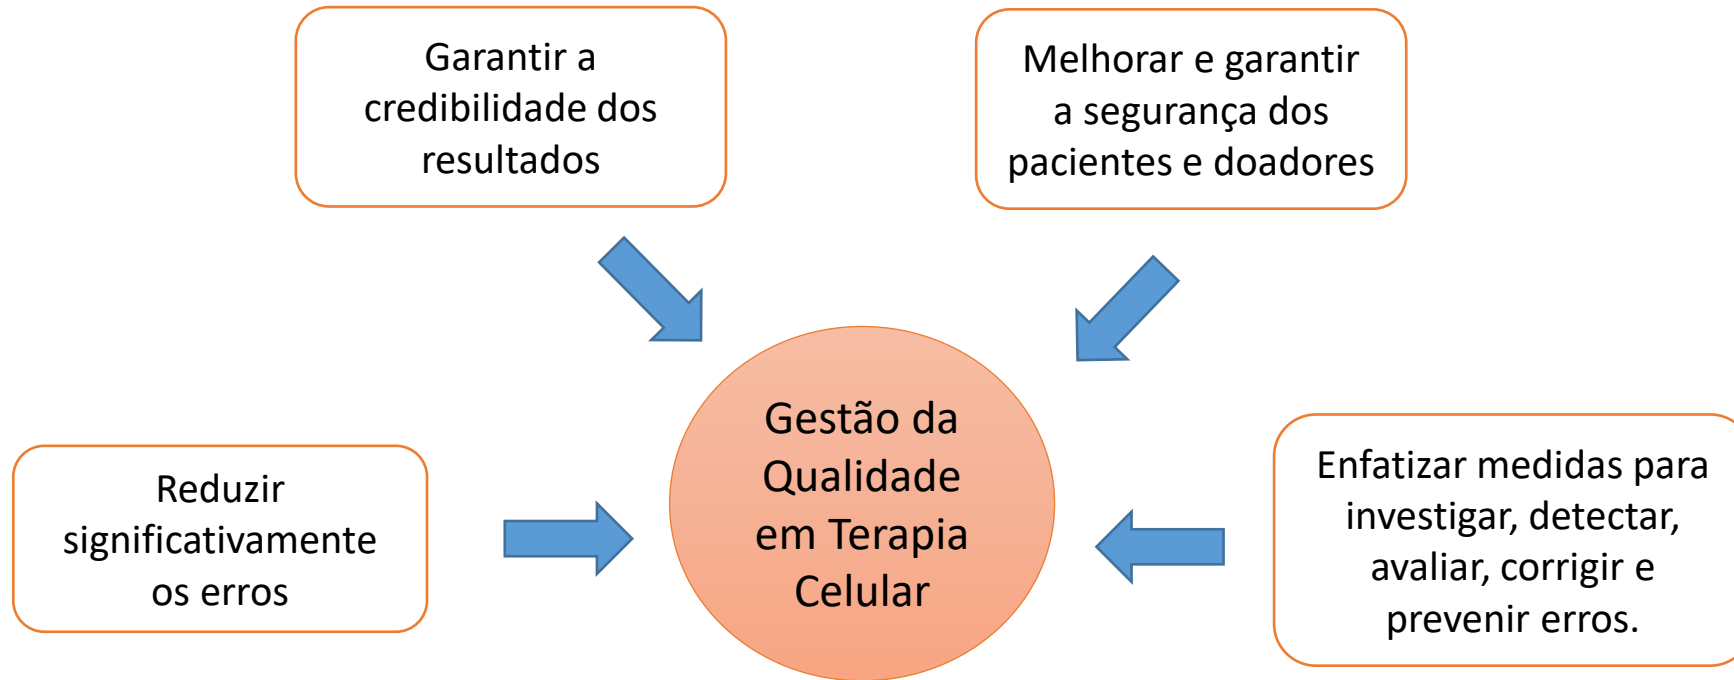 Garantir a
credibilidade dos
resultados
Melhorar e garantir
a segurança dos
pacientes e doadores
Reduzir
significativamente
os erros
Gestão da
Qualidade
em Terapia
Celular
Enfatizar medidas para
investigar, detectar,
avaliar, corrigir e
prevenir erros.